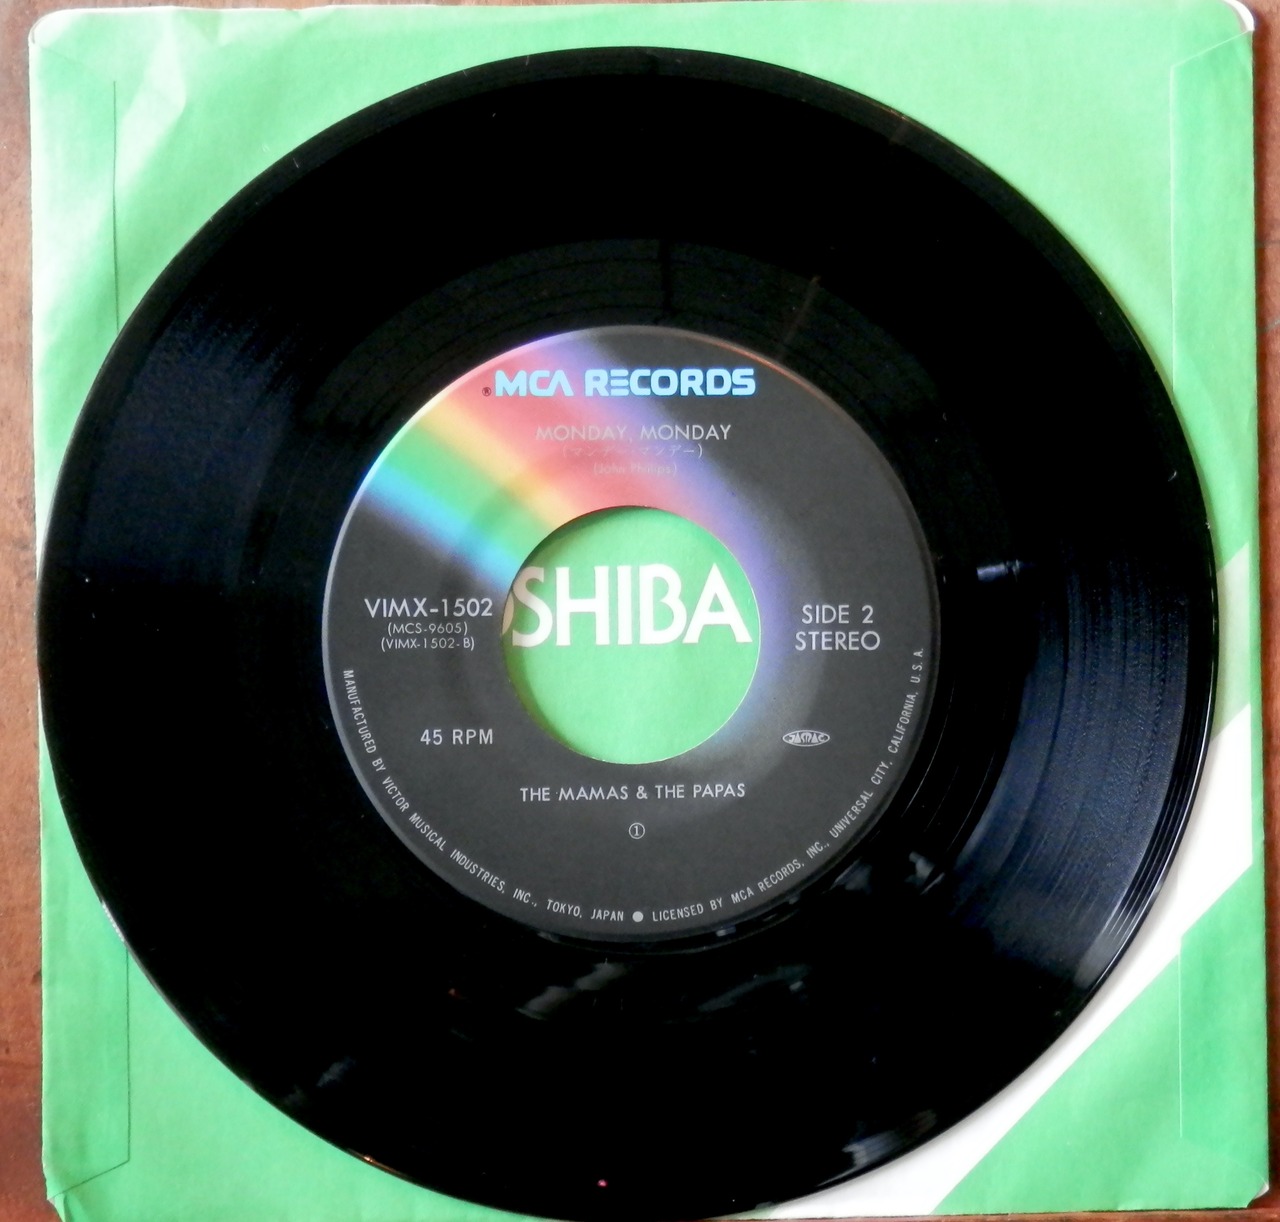 ® MCA RECORDS
MONDAY, MONDAY
(マンデー・マンデー)
(John Phillips)
SHIBA
VIMX-1502
(MCS-9605)
(VIMX-1502-B)
SIDE 2
STEREO
45 RPM
JASRAC
THE MAMAS & THE PAPAS
①
MANUFACTURED BY VICTOR MUSICAL INDUSTRIES, INC., TOKYO, JAPAN ● LICENSED BY MCA RECORDS, INC., UNIVERSAL CITY, CALIFORNIA, U.S.A.